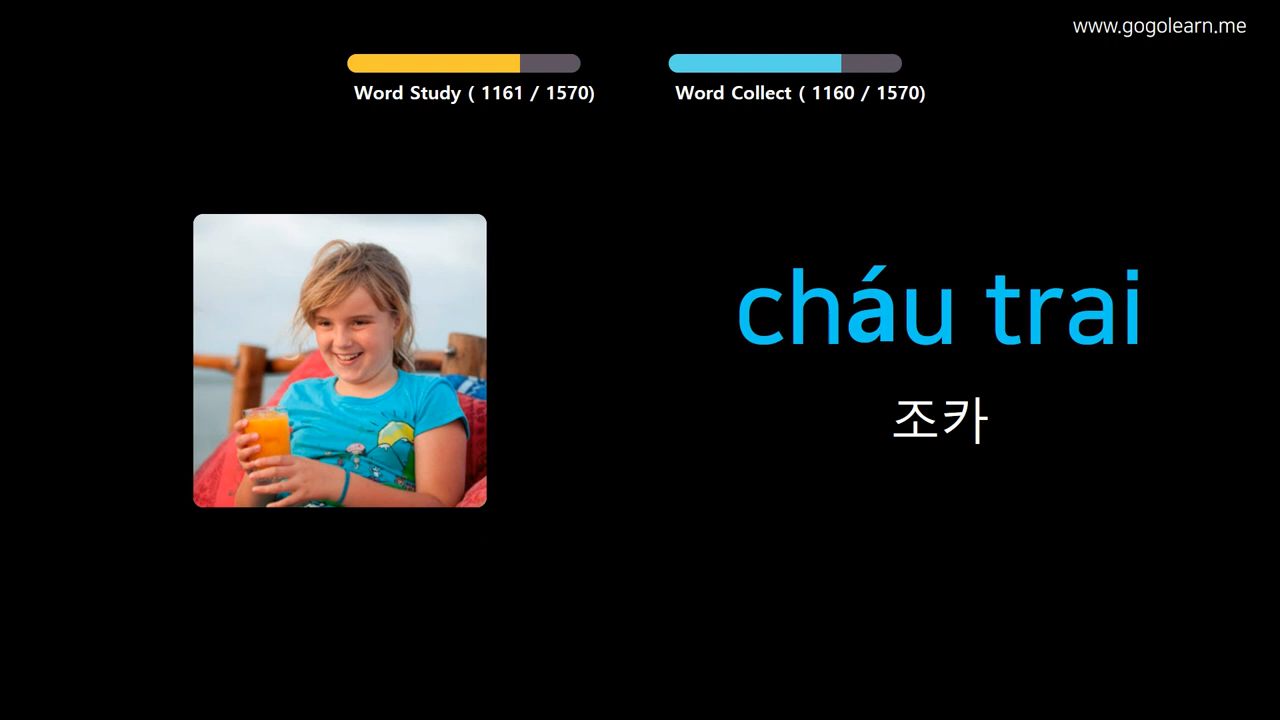 www.gogolearn.me
Word Study ( 1161 / 1570)
Word Collect ( 1160 / 1570)
cháu trai
조카